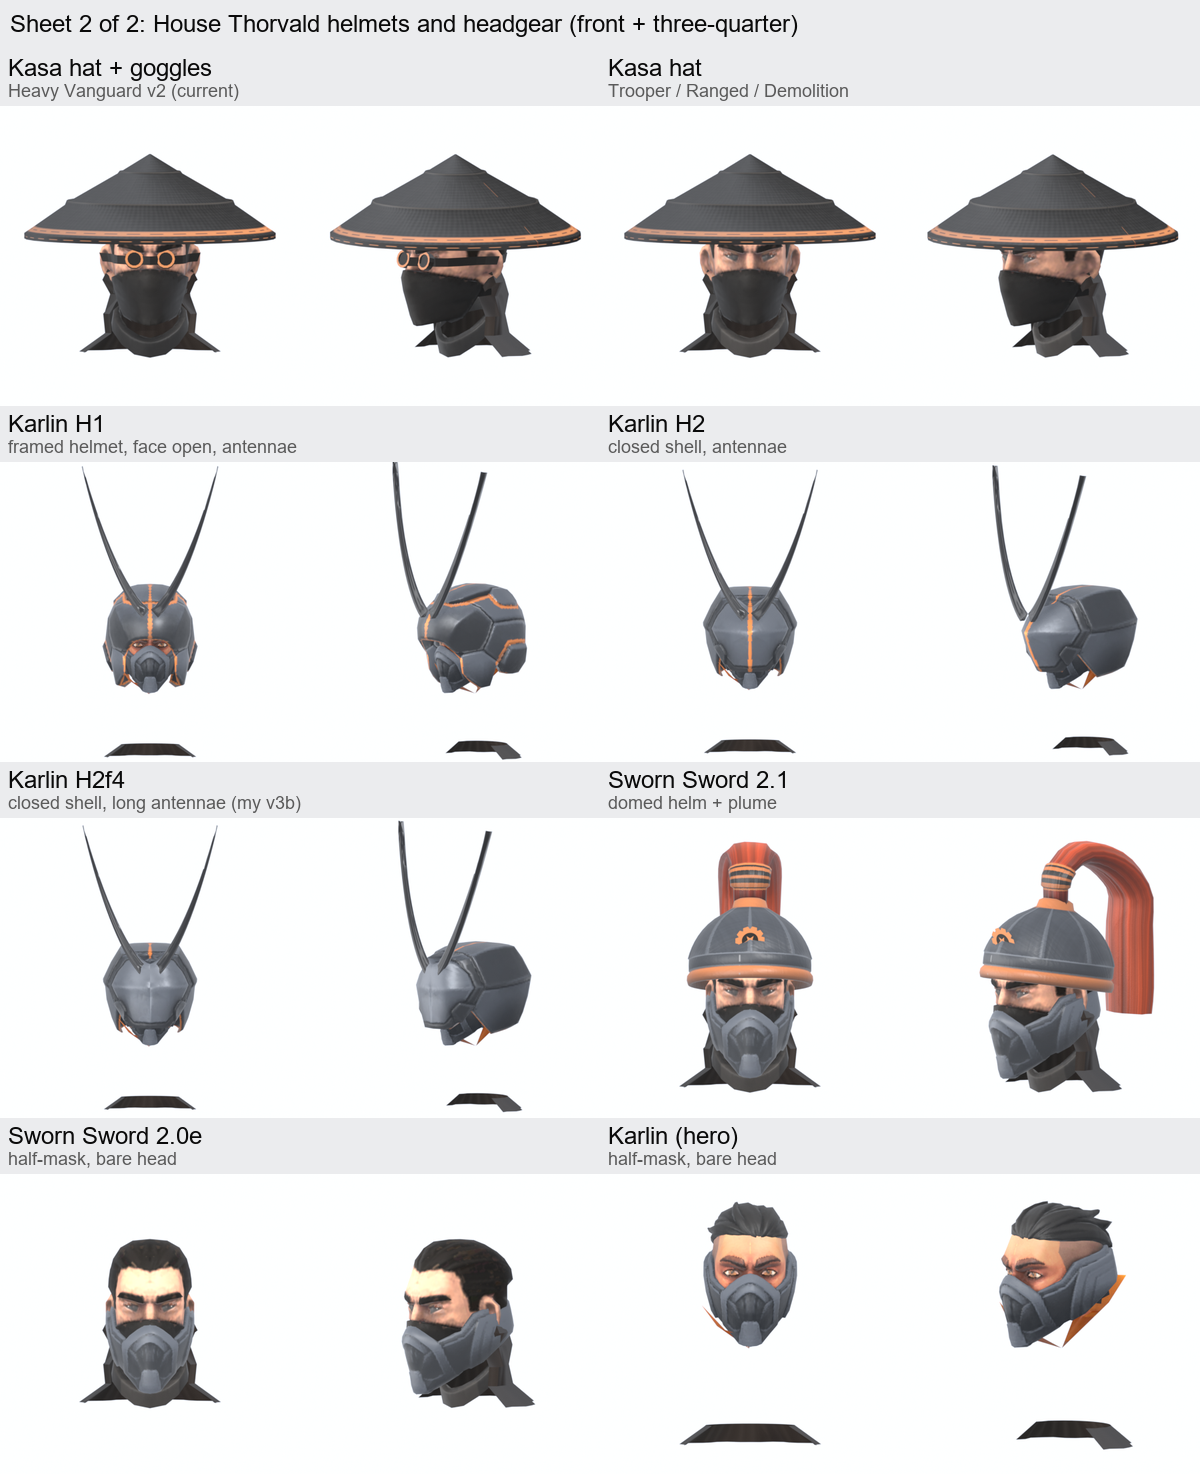 Sheet 2 of 2: House Thorvald helmets and headgear (front + three-quarter)
Kasa hat + goggles
Heavy Vanguard v2 (current)
Kasa hat
Trooper / Ranged / Demolition
Karlin H1
framed helmet, face open, antennae
Karlin H2
closed shell, antennae
Karlin H2f4
closed shell, long antennae (my v3b)
Sworn Sword 2.1
domed helm + plume
Sworn Sword 2.0e
half-mask, bare head
Karlin (hero)
half-mask, bare head